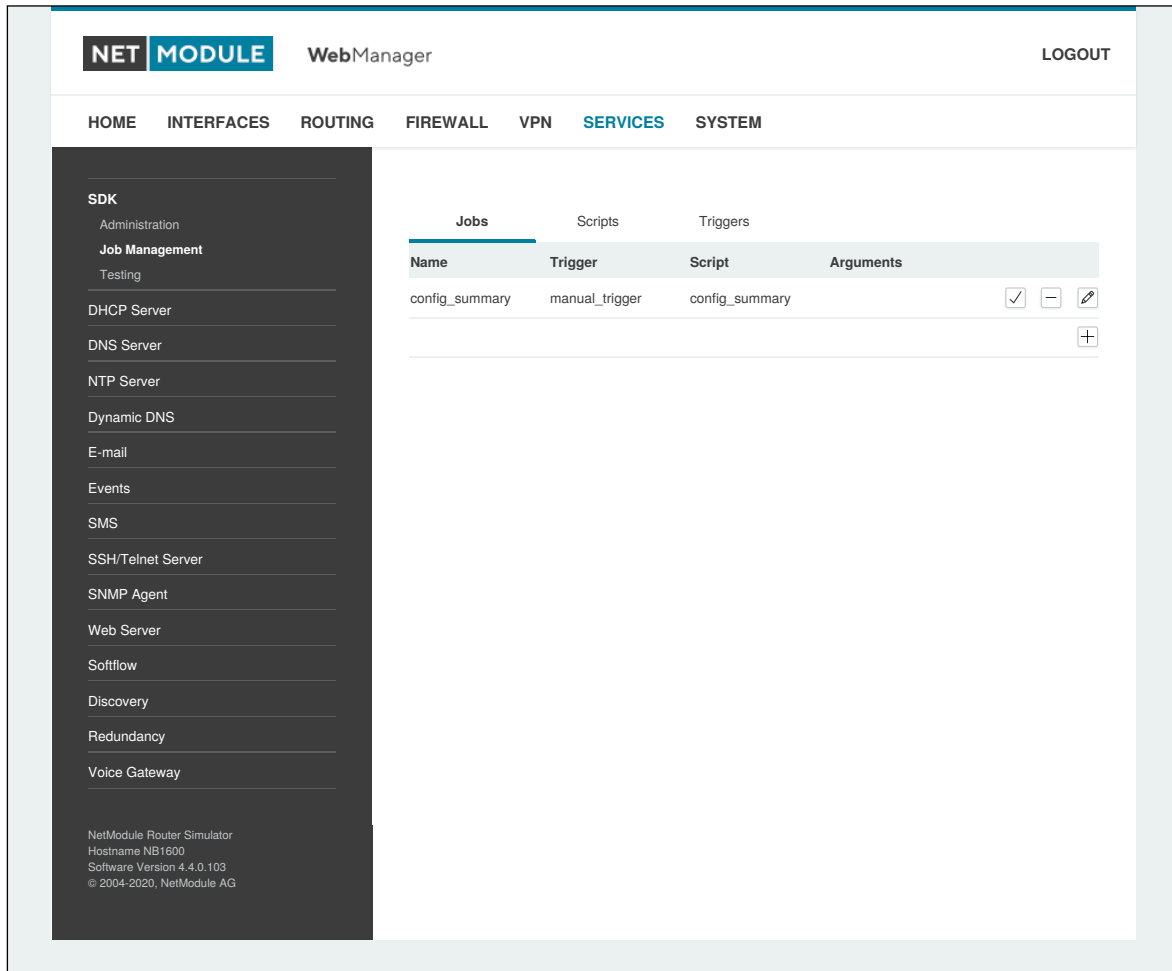 NET MODULE WebManager LOGOUT
HOME INTERFACES ROUTING FIREWALL VPN SERVICES SYSTEM
SDK
Administration
Job Management
Testing
DHCP Server
DNS Server
NTP Server
Dynamic DNS
E-mail
Events
SMS
SSH/Telnet Server
SNMP Agent
Web Server
Softflow
Discovery
Redundancy
Voice Gateway
NetModule Router Simulator
Hostname NB1600
Software Version 4.4.0.103
© 2004-2020, NetModule AG
Jobs Scripts Triggers
Name Trigger Script Arguments
config_summary manual_trigger config_summary